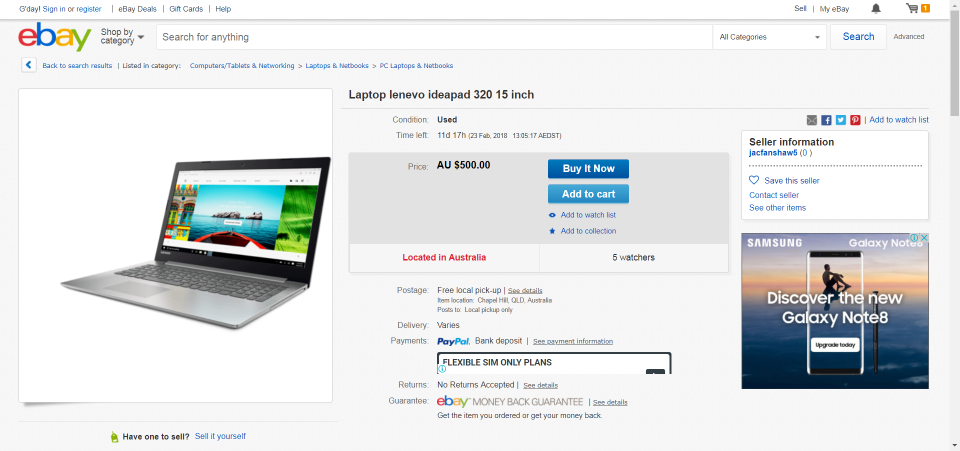 G'day! Sign in or register | eBay Deals | Gift Cards | Help
Sell | My eBay 1
ebay Shop by category Search for anything All Categories Search Advanced
Back to search results | Listed in category: Computers/Tablets & Networking > Laptops & Netbooks > PC Laptops & Netbooks
Laptop lenevo ideapad 320 15 inch
Condition: Used
Time left: 11d 17h (23 Feb, 2018 13:05:17 AEDST)
Price: AU $500.00
Buy It Now
Add to cart
Add to watch list
Add to collection
Located in Australia 5 watchers
Postage: Free local pick-up | See details
Item location: Chapel Hill, QLD, Australia
Posts to: Local pickup only
Delivery: Varies
Payments: PayPal, Bank deposit | See payment information
FLEXIBLE SIM ONLY PLANS
Returns: No Returns Accepted | See details
Guarantee: ebay MONEY BACK GUARANTEE | See details
Get the item you ordered or get your money back.
| Add to watch list
Seller information
jacfanshaw5 (0 )
Save this seller
Contact seller
See other items
SAMSUNG Galaxy Note8
Discover the new
Galaxy Note8
Upgrade today
Have one to sell? Sell it yourself